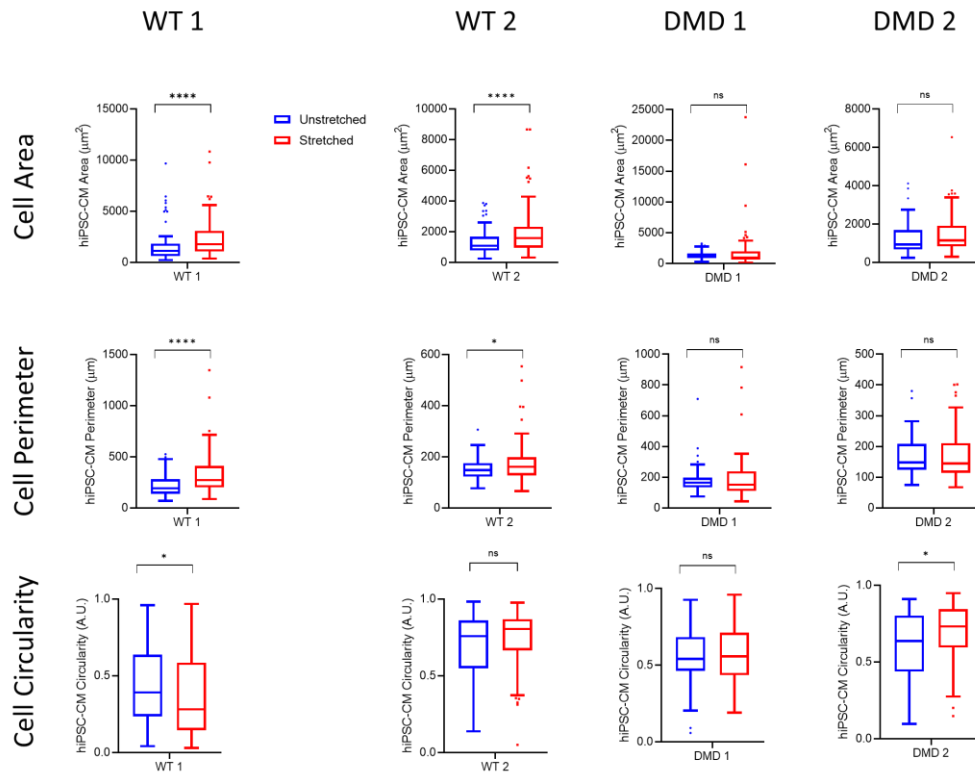 WT 1 WT 2 DMD 1 DMD 2
Cell Area
hiPSC-CM Area (µm²)
15000
10000
5000
0
****
WT 1
Unstretched
Stretched
hiPSC-CM Area (µm²)
10000
8000
6000
4000
2000
0
****
WT 2
hiPSC-CM Area (µm²)
25000
20000
15000
10000
5000
0
ns
DMD 1
hiPSC-CM Area (µm²)
8000
6000
4000
2000
0
ns
DMD 2
Cell Perimeter
hiPSC-CM Perimeter (µm)
1500
1000
500
0
****
WT 1
hiPSC-CM Perimeter (µm)
600
400
200
0
*
WT 2
hiPSC-CM Perimeter (µm)
1000
800
600
400
200
0
ns
DMD 1
hiPSC-CM Perimeter (µm)
500
400
300
200
100
0
ns
DMD 2
Cell Circularity
hiPSC-CM Circularity (A.U.)
1.0
0.5
0.0
*
WT 1
hiPSC-CM Circularity (A.U.)
1.0
0.5
0.0
ns
WT 2
hiPSC-CM Circularity (A.U.)
1.0
0.5
0.0
ns
DMD 1
hiPSC-CM Circularity (A.U.)
1.0
0.5
0.0
*
DMD 2